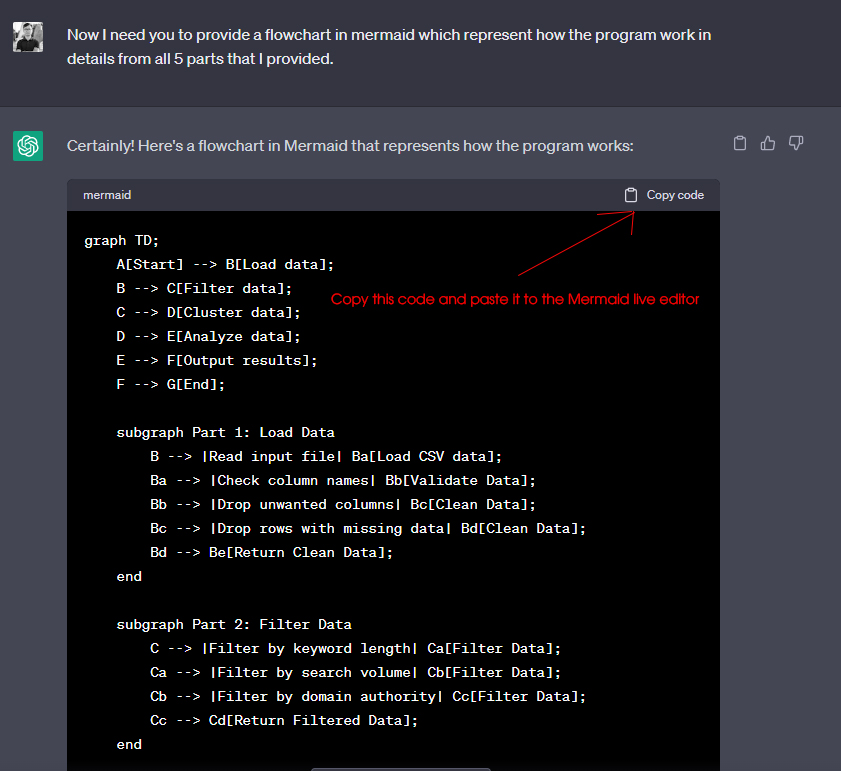 Now I need you to provide a flowchart in mermaid which represent how the program work in
details from all 5 parts that I provided.
Certainly! Here's a flowchart in Mermaid that represents how the program works:
mermaid
Copy code
graph TD;
A[Start] --> B[Load data];
B --> C[Filter data];
Copy this code and paste it to the Mermaid live editor
C --> D[Cluster data];
D --> E[Analyze data];
E --> F[Output results];
F --> G[End];
subgraph Part 1: Load Data
B --> |Read input file| Ba[Load CSV data];
Ba --> |Check column names| Bb[Validate Data];
Bb --> |Drop unwanted columns| Bc[Clean Data];
Bc --> |Drop rows with missing data| Bd[Clean Data];
Bd --> Be[Return Clean Data];
end
subgraph Part 2: Filter Data
C --> |Filter by keyword length| Ca[Filter Data];
Ca --> |Filter by search volume| Cb[Filter Data];
Cb --> |Filter by domain authority| Cc[Filter Data];
Cc --> Cd[Return Filtered Data];
end